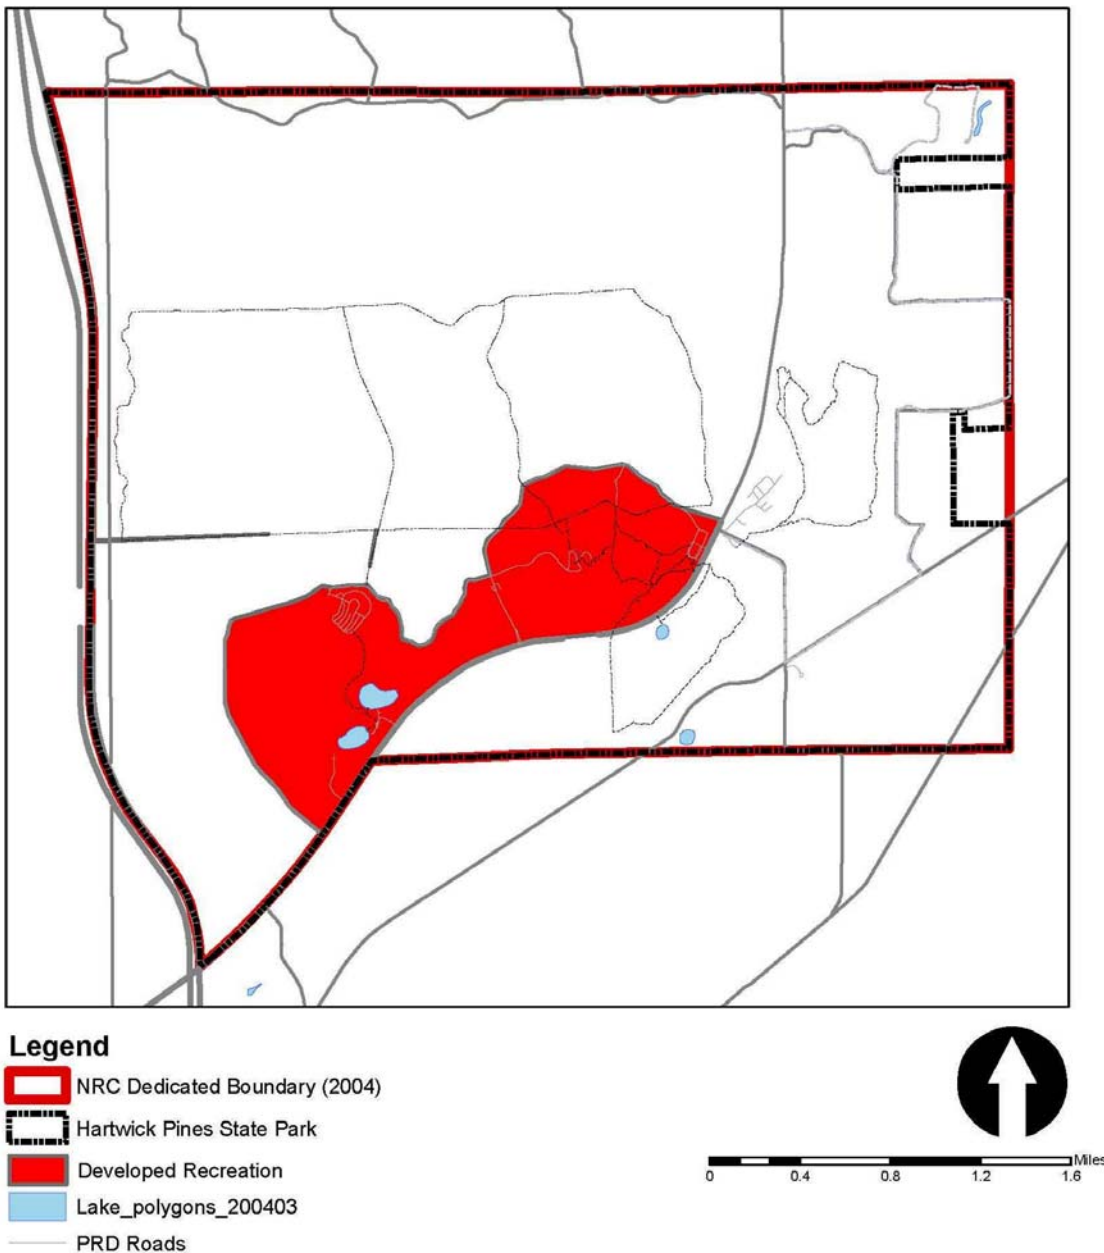 Legend
NRC Dedicated Boundary (2004)
Hartwick Pines State Park
Developed Recreation
Lake_polygons_200403
PRD Roads
Miles
0 0.4 0.8 1.2 1.6